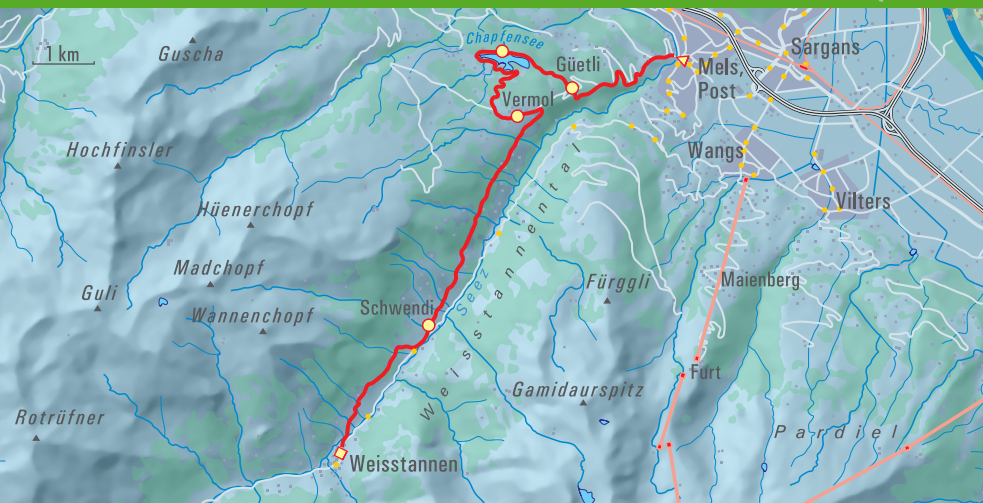 Chapfensee
1 km
Guscha
Güetli
Sargans
Mels,
Post
Vermol
Hochfinsler
Wangs
Hüenerchopf
Vilters
Madchopf
Guli
Wannenchopf
Schwendi
Seez
Weisstannental
Fürggli
Maienberg
Furt
Gamidaurspitz
Rotrüfner
Pardiel
Weisstannen